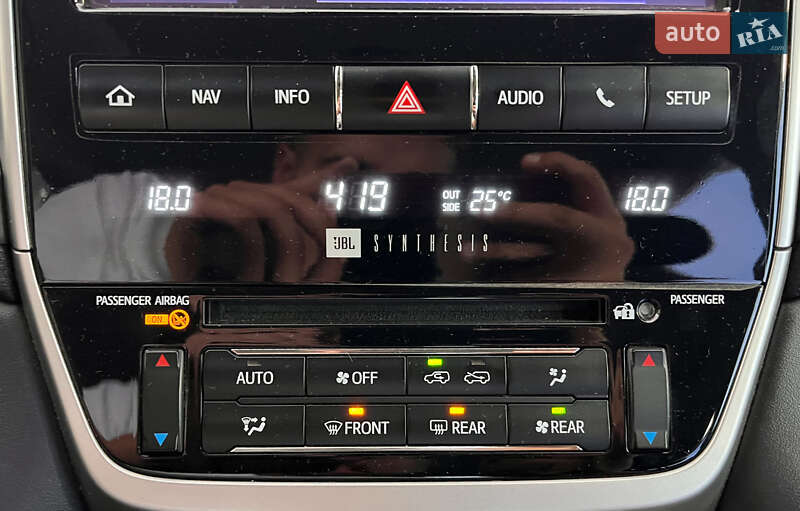 auto RIA.com
NAV INFO AUDIO SETUP
18.0 4:19 OUT SIDE 25°C 18.0
JBL SYNTHESIS
PASSENGER AIRBAG PASSENGER
ON
AUTO OFF
FRONT REAR REAR